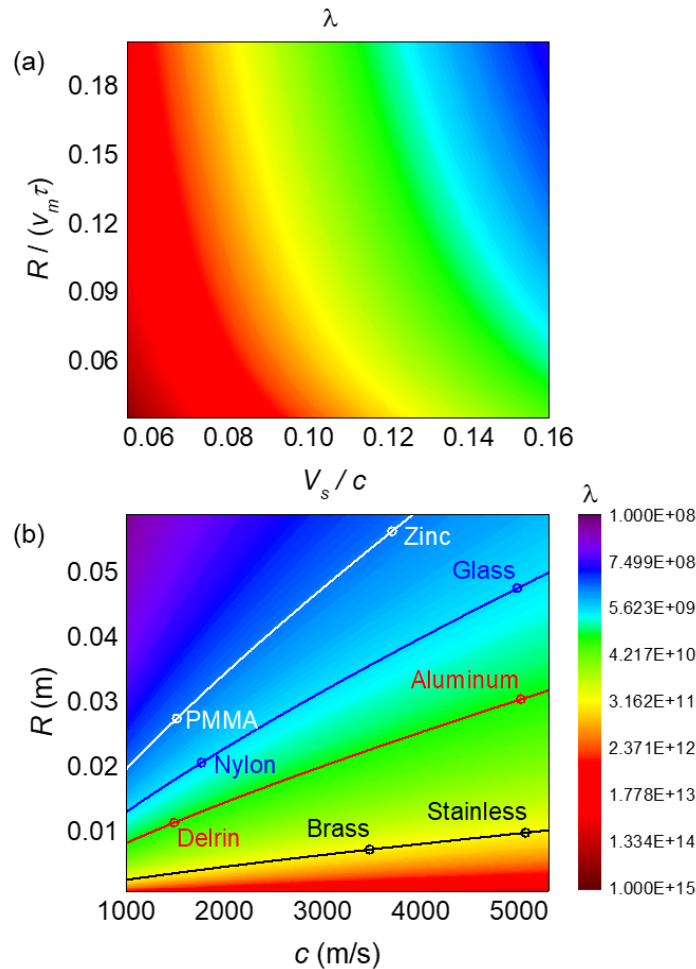 λ
(a)
0.18
0.15
0.12
0.09
0.06
R / (vₘ τ)
0.06 0.08 0.10 0.12 0.14 0.16
Vₛ / c
(b)
λ
1.000E+08
7.499E+08
5.623E+09
4.217E+10
3.162E+11
2.371E+12
1.778E+13
1.334E+14
1.000E+15
0.05
0.04
0.03
0.02
0.01
R (m)
Zinc
Glass
Aluminum
PMMA
Nylon
Stainless
Brass
Delrin
1000 2000 3000 4000 5000
c (m/s)